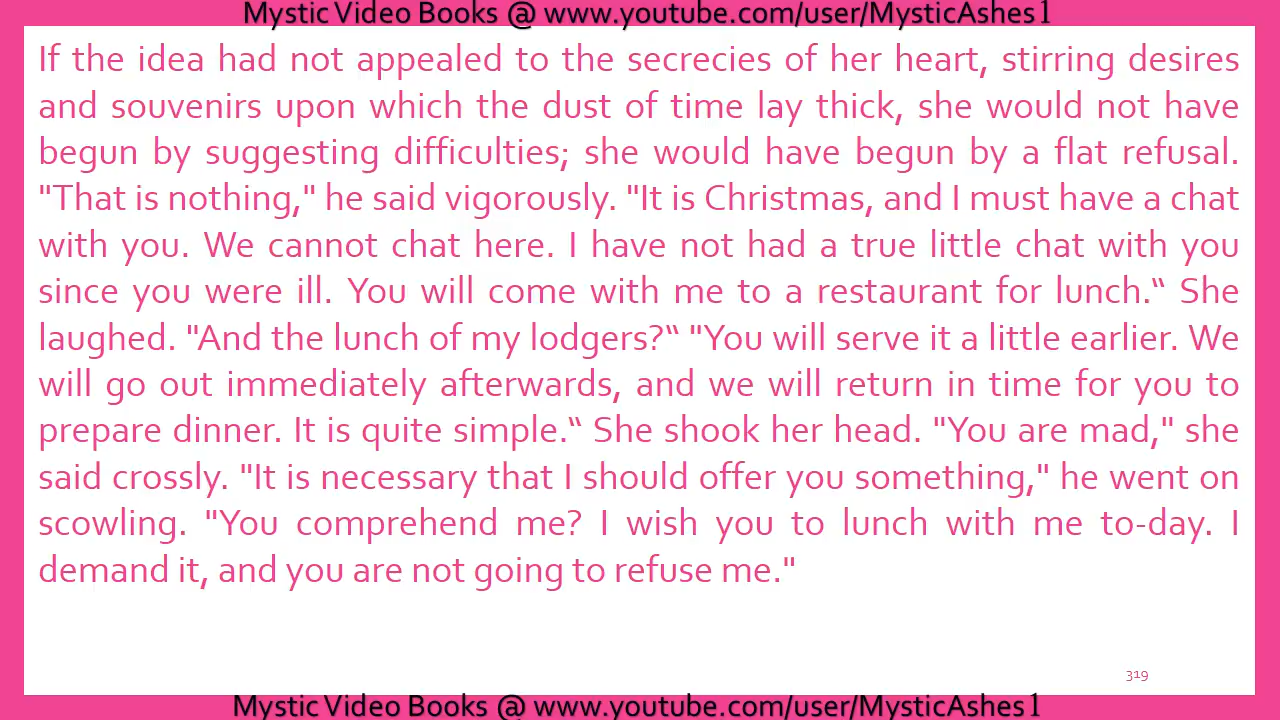 Mystic Video Books @ www.youtube.com/user/MysticAshes1
If the idea had not appealed to the secrecies of her heart, stirring desires
and souvenirs upon which the dust of time lay thick, she would not have
begun by suggesting difficulties; she would have begun by a flat refusal.
"That is nothing," he said vigorously. "It is Christmas, and I must have a chat
with you. We cannot chat here. I have not had a true little chat with you
since you were ill. You will come with me to a restaurant for lunch.“ She
laughed. "And the lunch of my lodgers?“ "You will serve it a little earlier. We
will go out immediately afterwards, and we will return in time for you to
prepare dinner. It is quite simple.“ She shook her head. "You are mad," she
said crossly. "It is necessary that I should offer you something," he went on
scowling. "You comprehend me? I wish you to lunch with me to-day. I
demand it, and you are not going to refuse me."
319
Mystic Video Books @ www.youtube.com/user/MysticAshes1